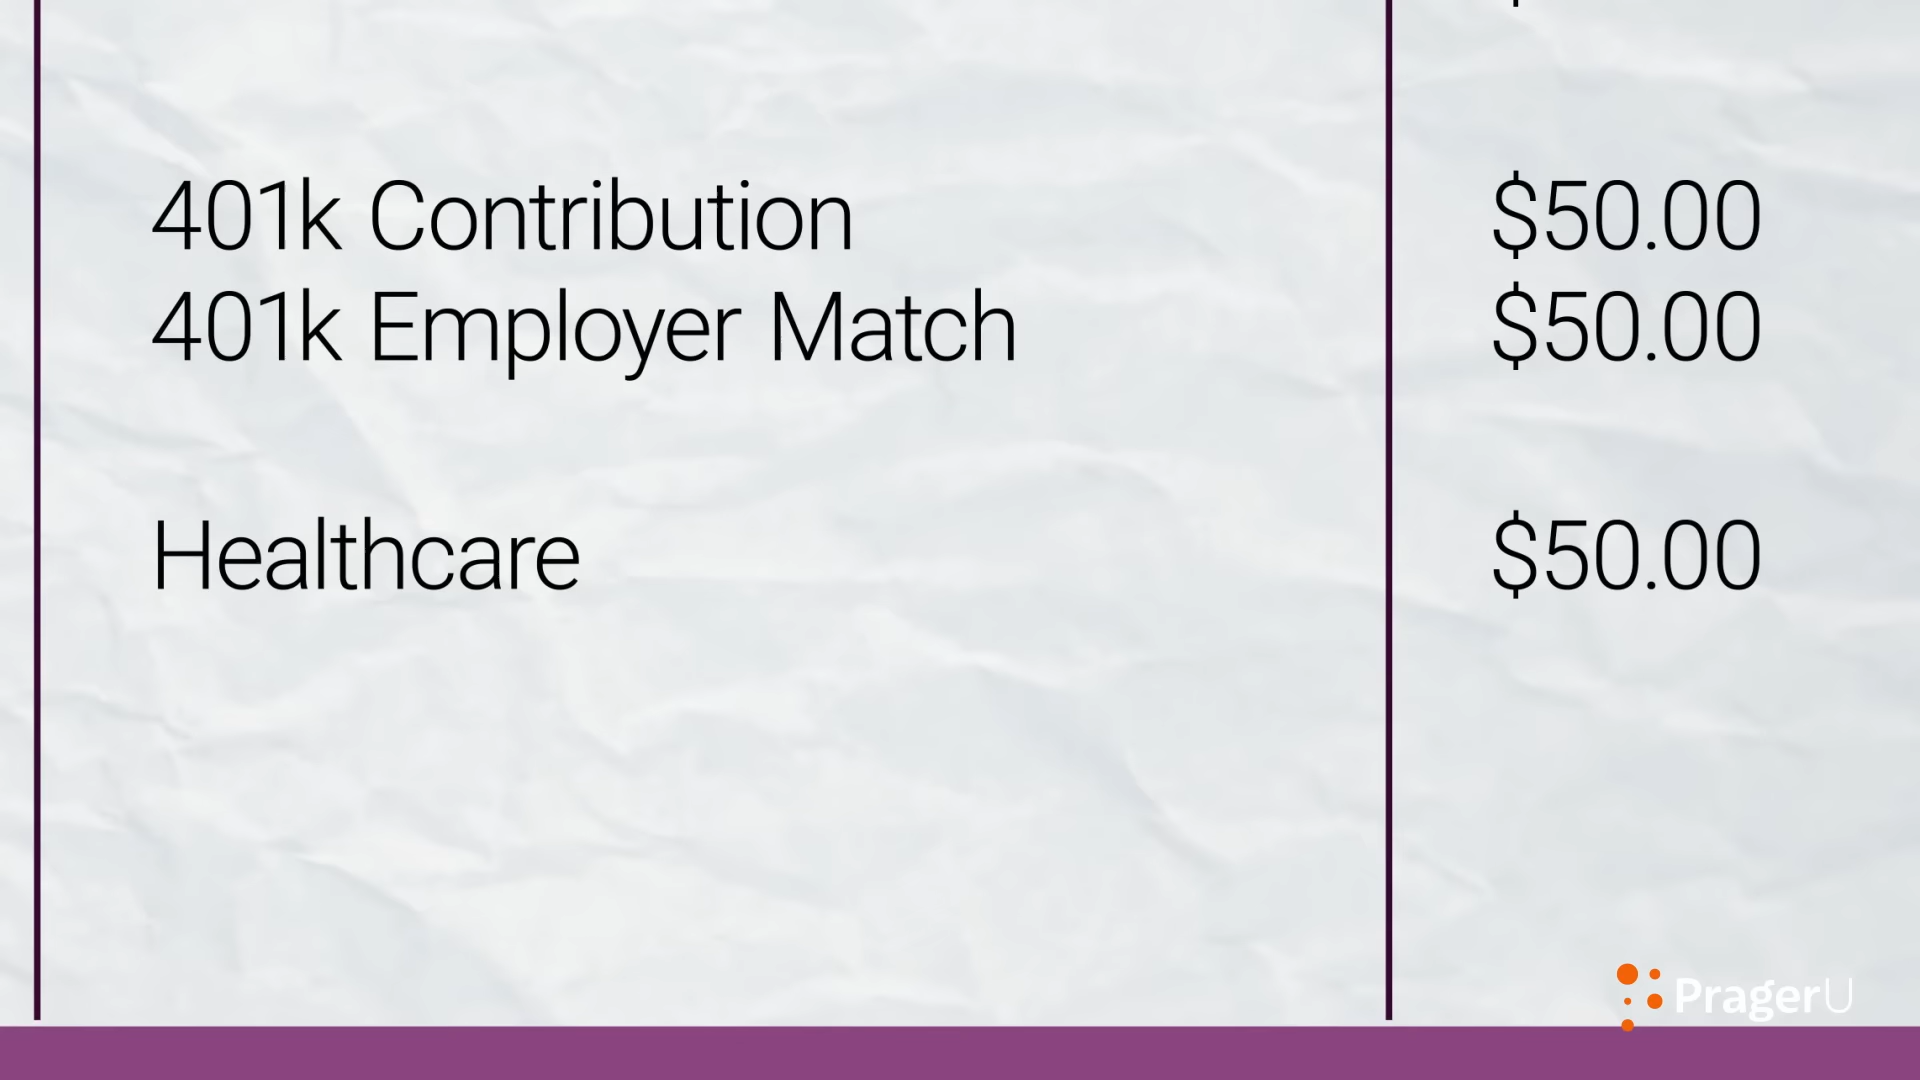 401k Contribution $50.00
401k Employer Match $50.00
Healthcare $50.00
PragerU